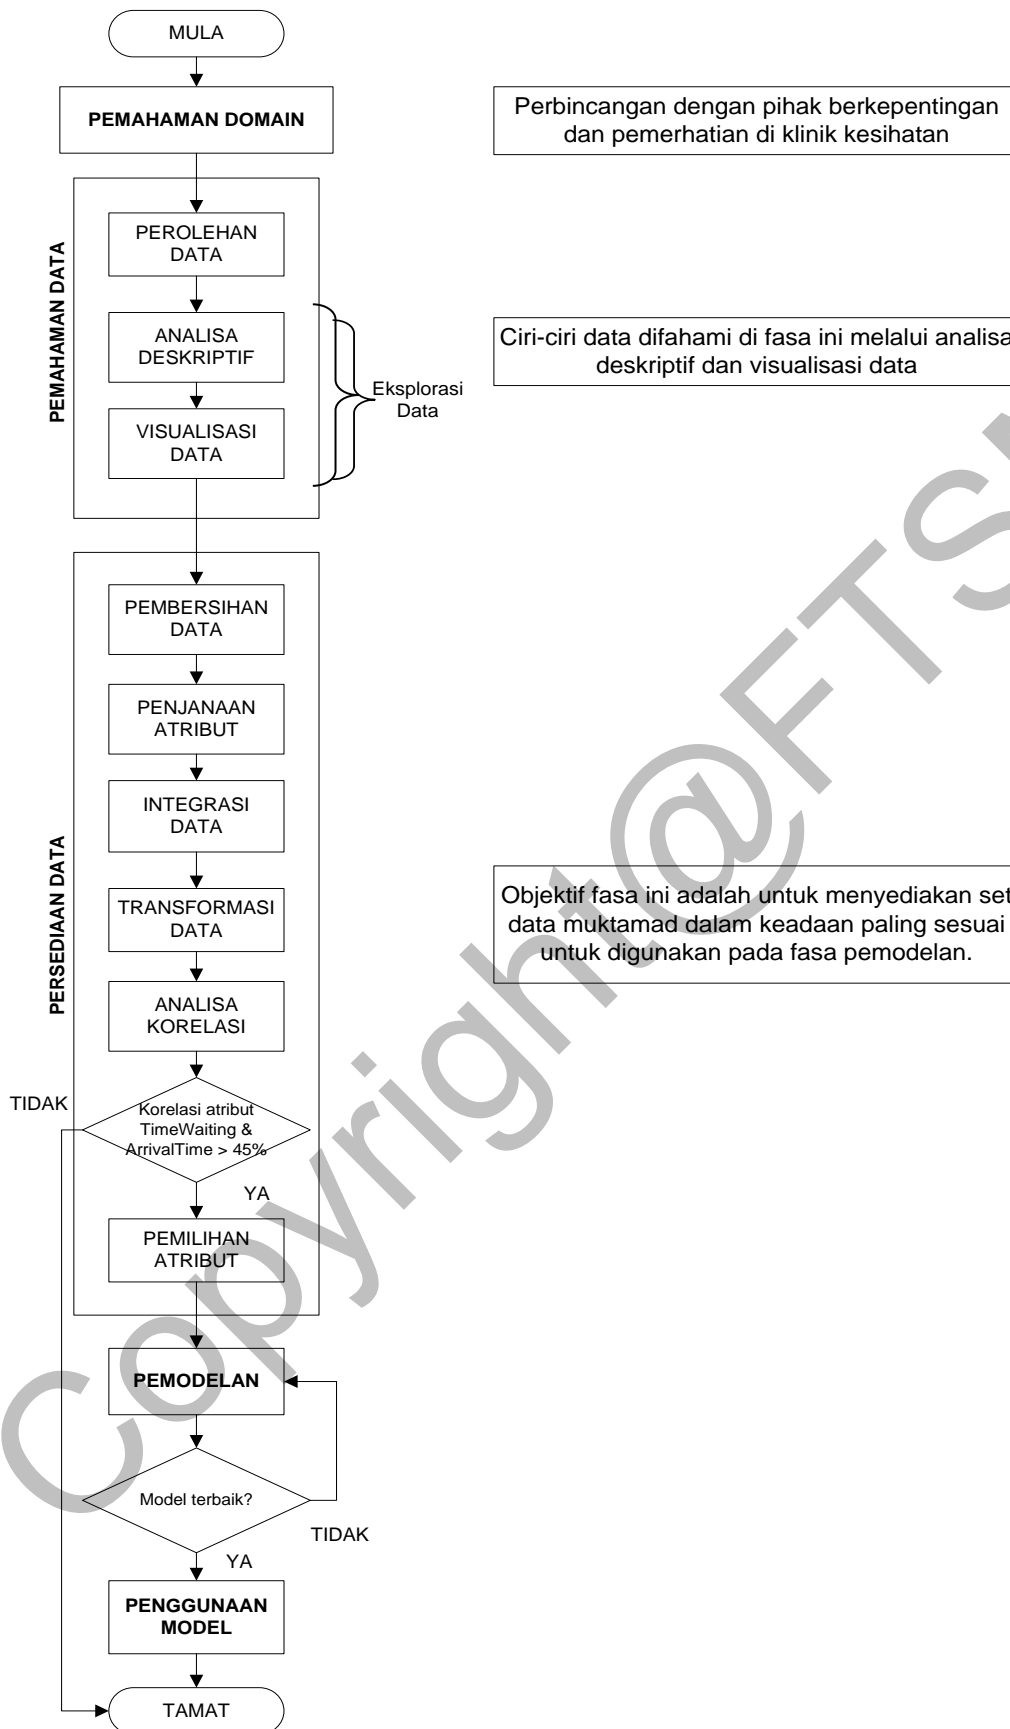 MULA
PEMAHAMAN DOMAIN
Perbincangan dengan pihak berkepentingan
dan pemerhatian di klinik kesihatan
PEMAHAMAN DATA
PEROLEHAN
DATA
ANALISA
DESKRIPTIF
VISUALISASI
DATA
Eksplorasi
Data
Ciri-ciri data difahami di fasa ini melalui analisa
deskriptif dan visualisasi data
PERSEDIAAN DATA
PEMBERSIHAN
DATA
PENJANAAN
ATRIBUT
INTEGRASI
DATA
TRANSFORMASI
DATA
ANALISA
KORELASI
Objektif fasa ini adalah untuk menyediakan set
data muktamad dalam keadaan paling sesuai
untuk digunakan pada fasa pemodelan.
TIDAK
Korelasi atribut
TimeWaiting &
ArrivalTime > 45%
YA
PEMILIHAN
ATRIBUT
PEMODELAN
Model terbaik?
TIDAK
YA
PENGGUNAAN
MODEL
TAMAT
Copyright@FTS